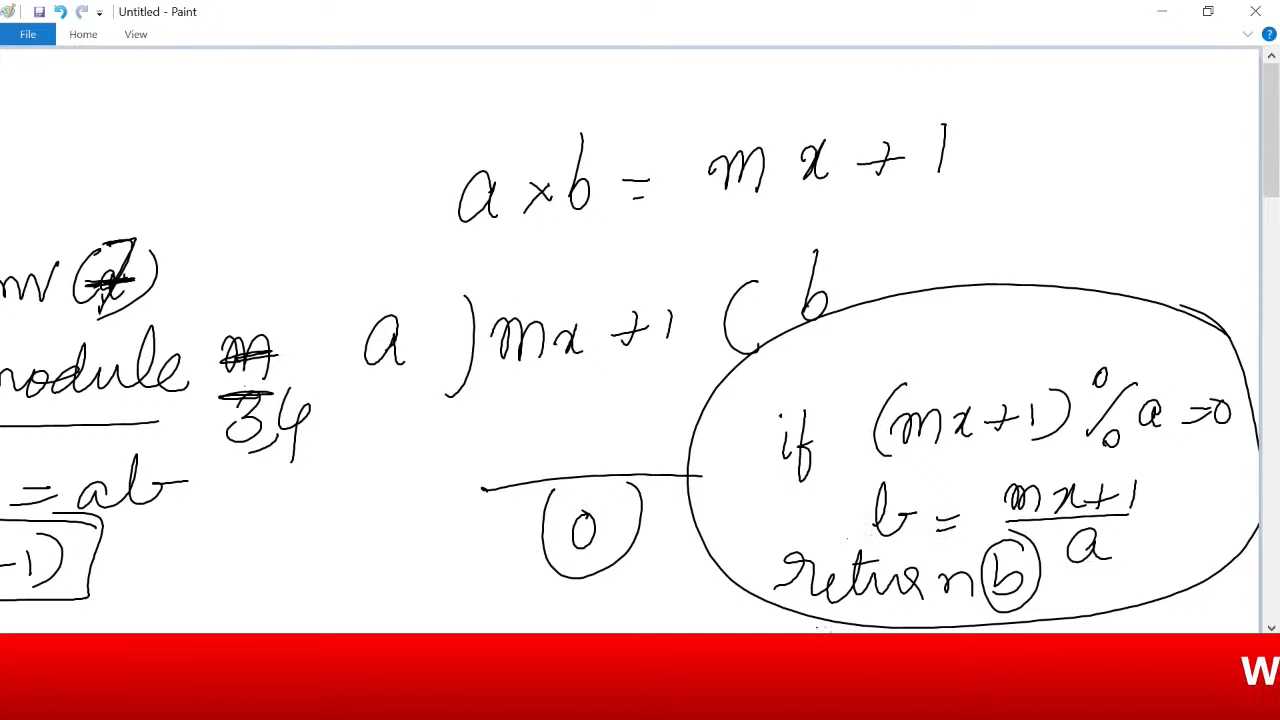 Untitled - Paint
File Home View
a × b = mx + 1
a ) mx + 1 ( b
module m
34
0
= ab
-1)
if (mx+1) % a =0
b = mx+1
a
return b
W